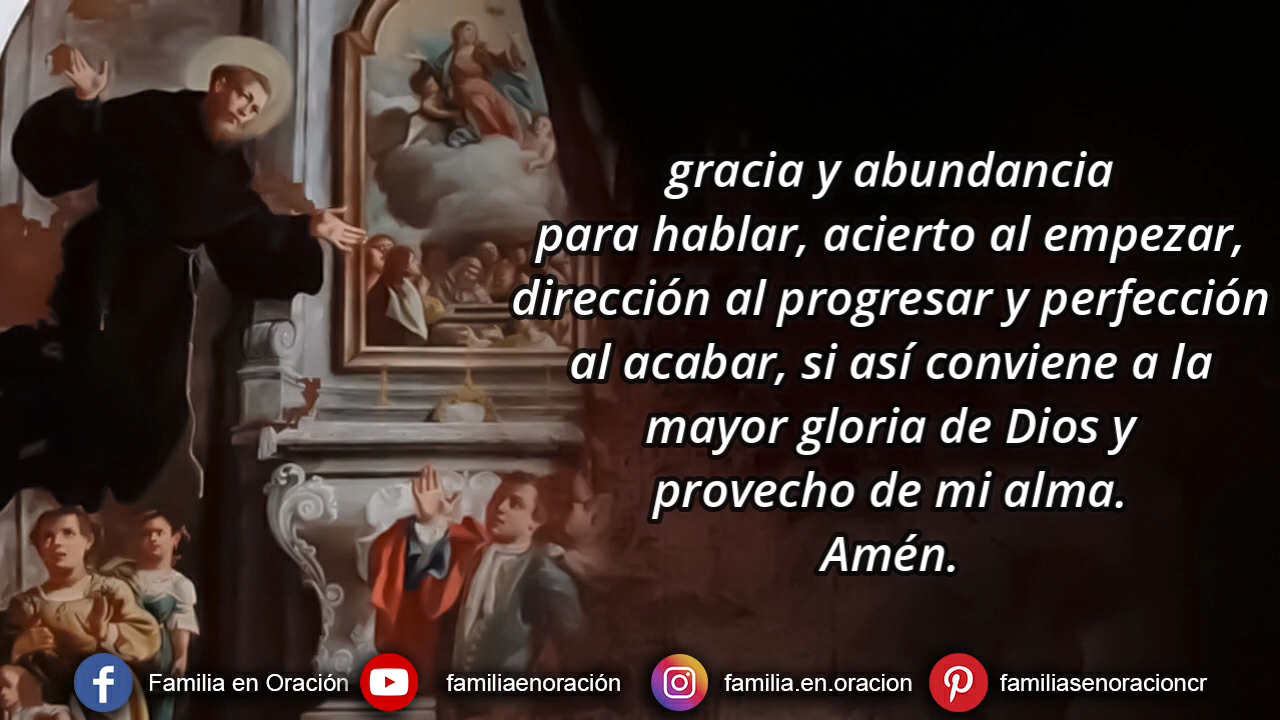 gracia y abundancia
para hablar, acierto al empezar,
dirección al progresar y perfección
al acabar, si así conviene a la
mayor gloria de Dios y
provecho de mi alma.
Amén.
Familia en Oración familiaenoración familia.en.oracion familiasenoracioncr